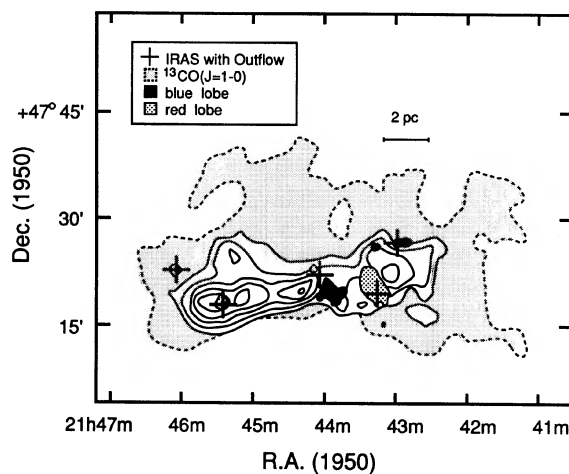 IRAS with Outflow
¹³CO(J=1-0)
blue lobe
red lobe
2 pc
+47° 45'
30'
15'
Dec. (1950)
21h47m 46m 45m 44m 43m 42m 41m
R.A. (1950)